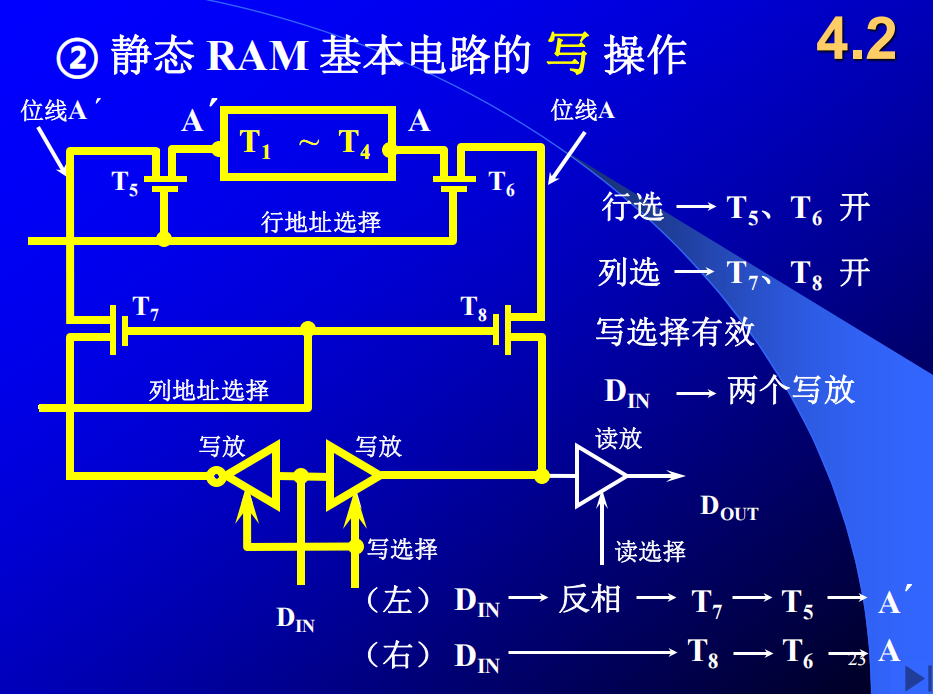 ② 静态 RAM 基本电路的 写 操作
4.2
位线A′
A′
T1 ~ T4
A
位线A
T5
T6
行地址选择
行选 → T5、T6 开
列选 → T7、T8 开
T7
T8
写选择有效
列地址选择
DIN → 两个写放
写放
写放
读放
DOUT
写选择
读选择
DIN
（左） DIN → 反相 → T7 → T5 → A′
（右） DIN → T8 → T6 → A
23